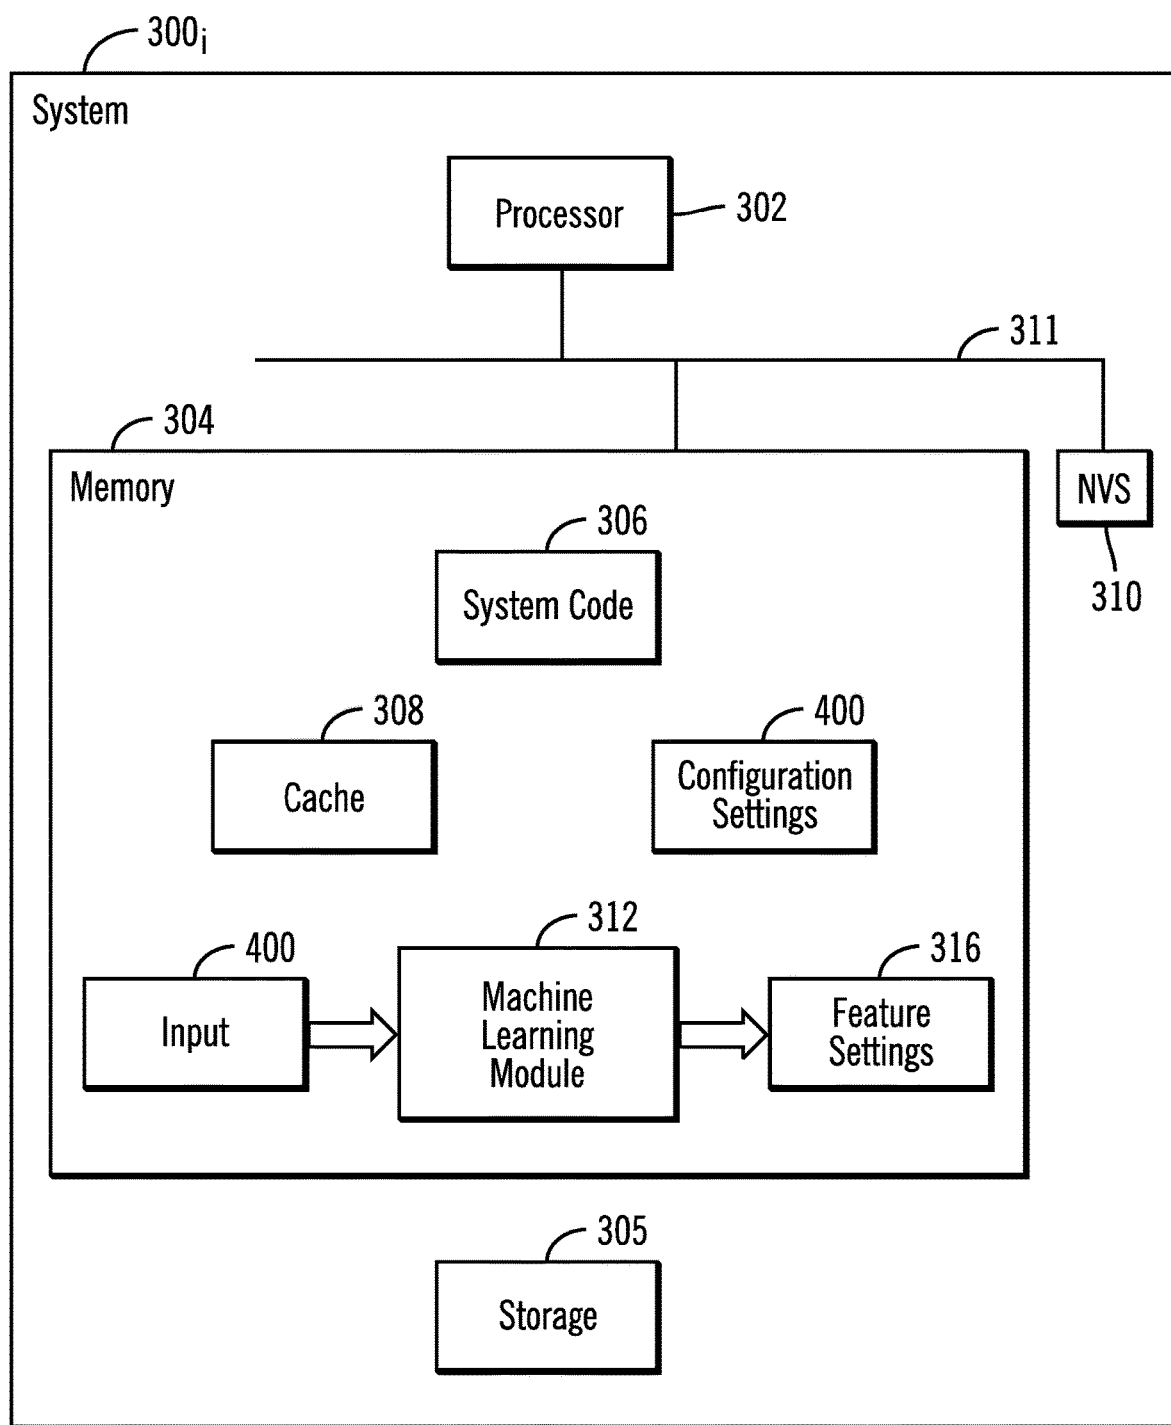 300i
System
Processor
302
311
304
Memory
NVS
310
306
System Code
308
Cache
400
Configuration
Settings
400
Input
312
Machine
Learning
Module
316
Feature
Settings
305
Storage